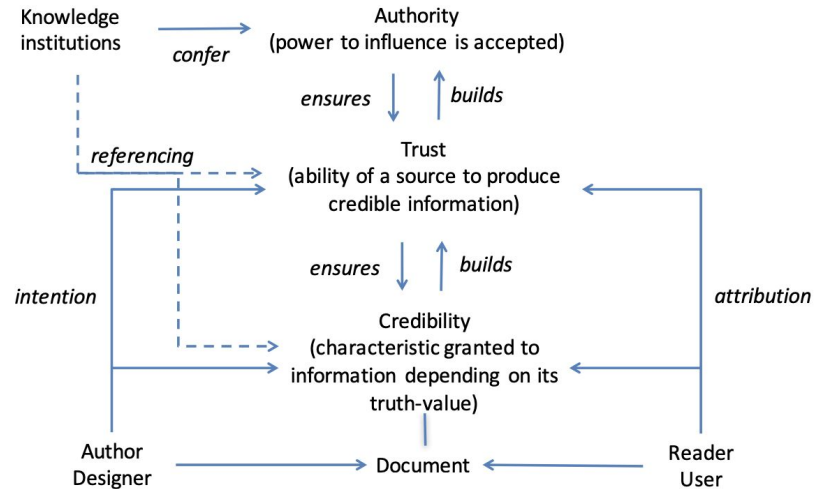 Knowledge
institutions
confer
Authority
(power to influence is accepted)
ensures
builds
referencing
Trust
(ability of a source to produce
credible information)
ensures
builds
intention
attribution
Credibility
(characteristic granted to
information depending on its
truth-value)
Author
Designer
Document
Reader
User